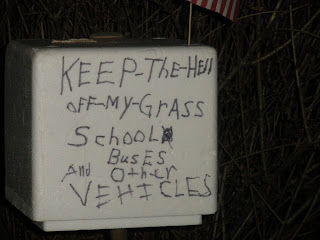 KEEP-THE-HEll
OFF-MY-GrASS
SCHOOL
BUSES
And OTHER
VEHICLES